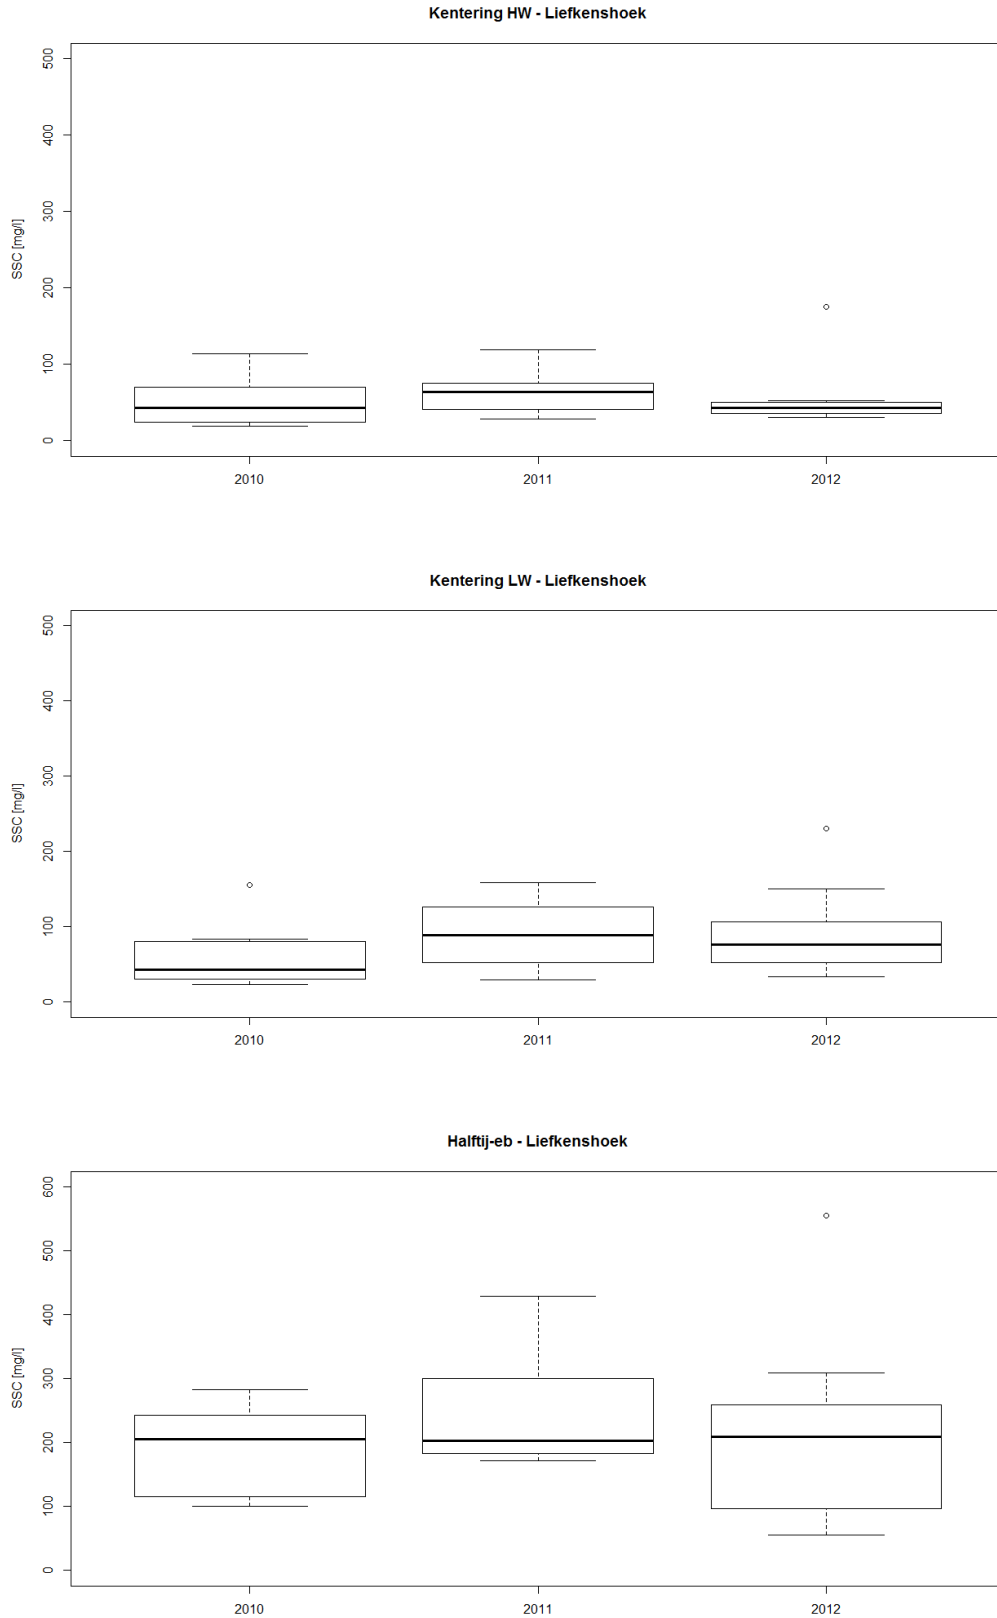 Kentering HW - Liefkenshoek
500
400
300
200
100
0
SSC [mg/l]
2010 2011 2012
Kentering LW - Liefkenshoek
500
400
300
200
100
0
SSC [mg/l]
2010 2011 2012
Halftij-eb - Liefkenshoek
600
500
400
300
200
100
0
SSC [mg/l]
2010 2011 2012